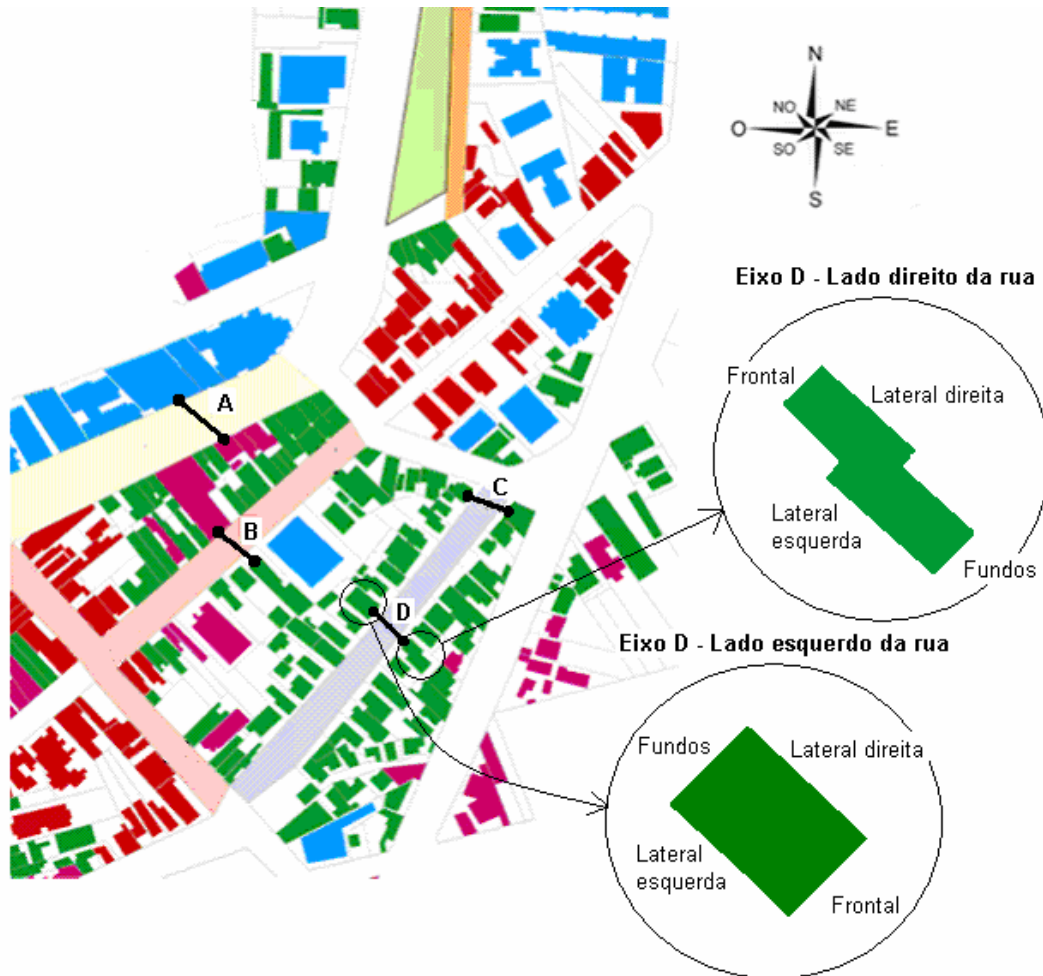 N
NO
NE
O
E
SO
SE
S
Eixo D - Lado direito da rua
Frontal
Lateral direita
Lateral
esquerda
Fundos
A
B
C
D
Eixo D - Lado esquerdo da rua
Fundos
Lateral direita
Lateral
esquerda
Frontal